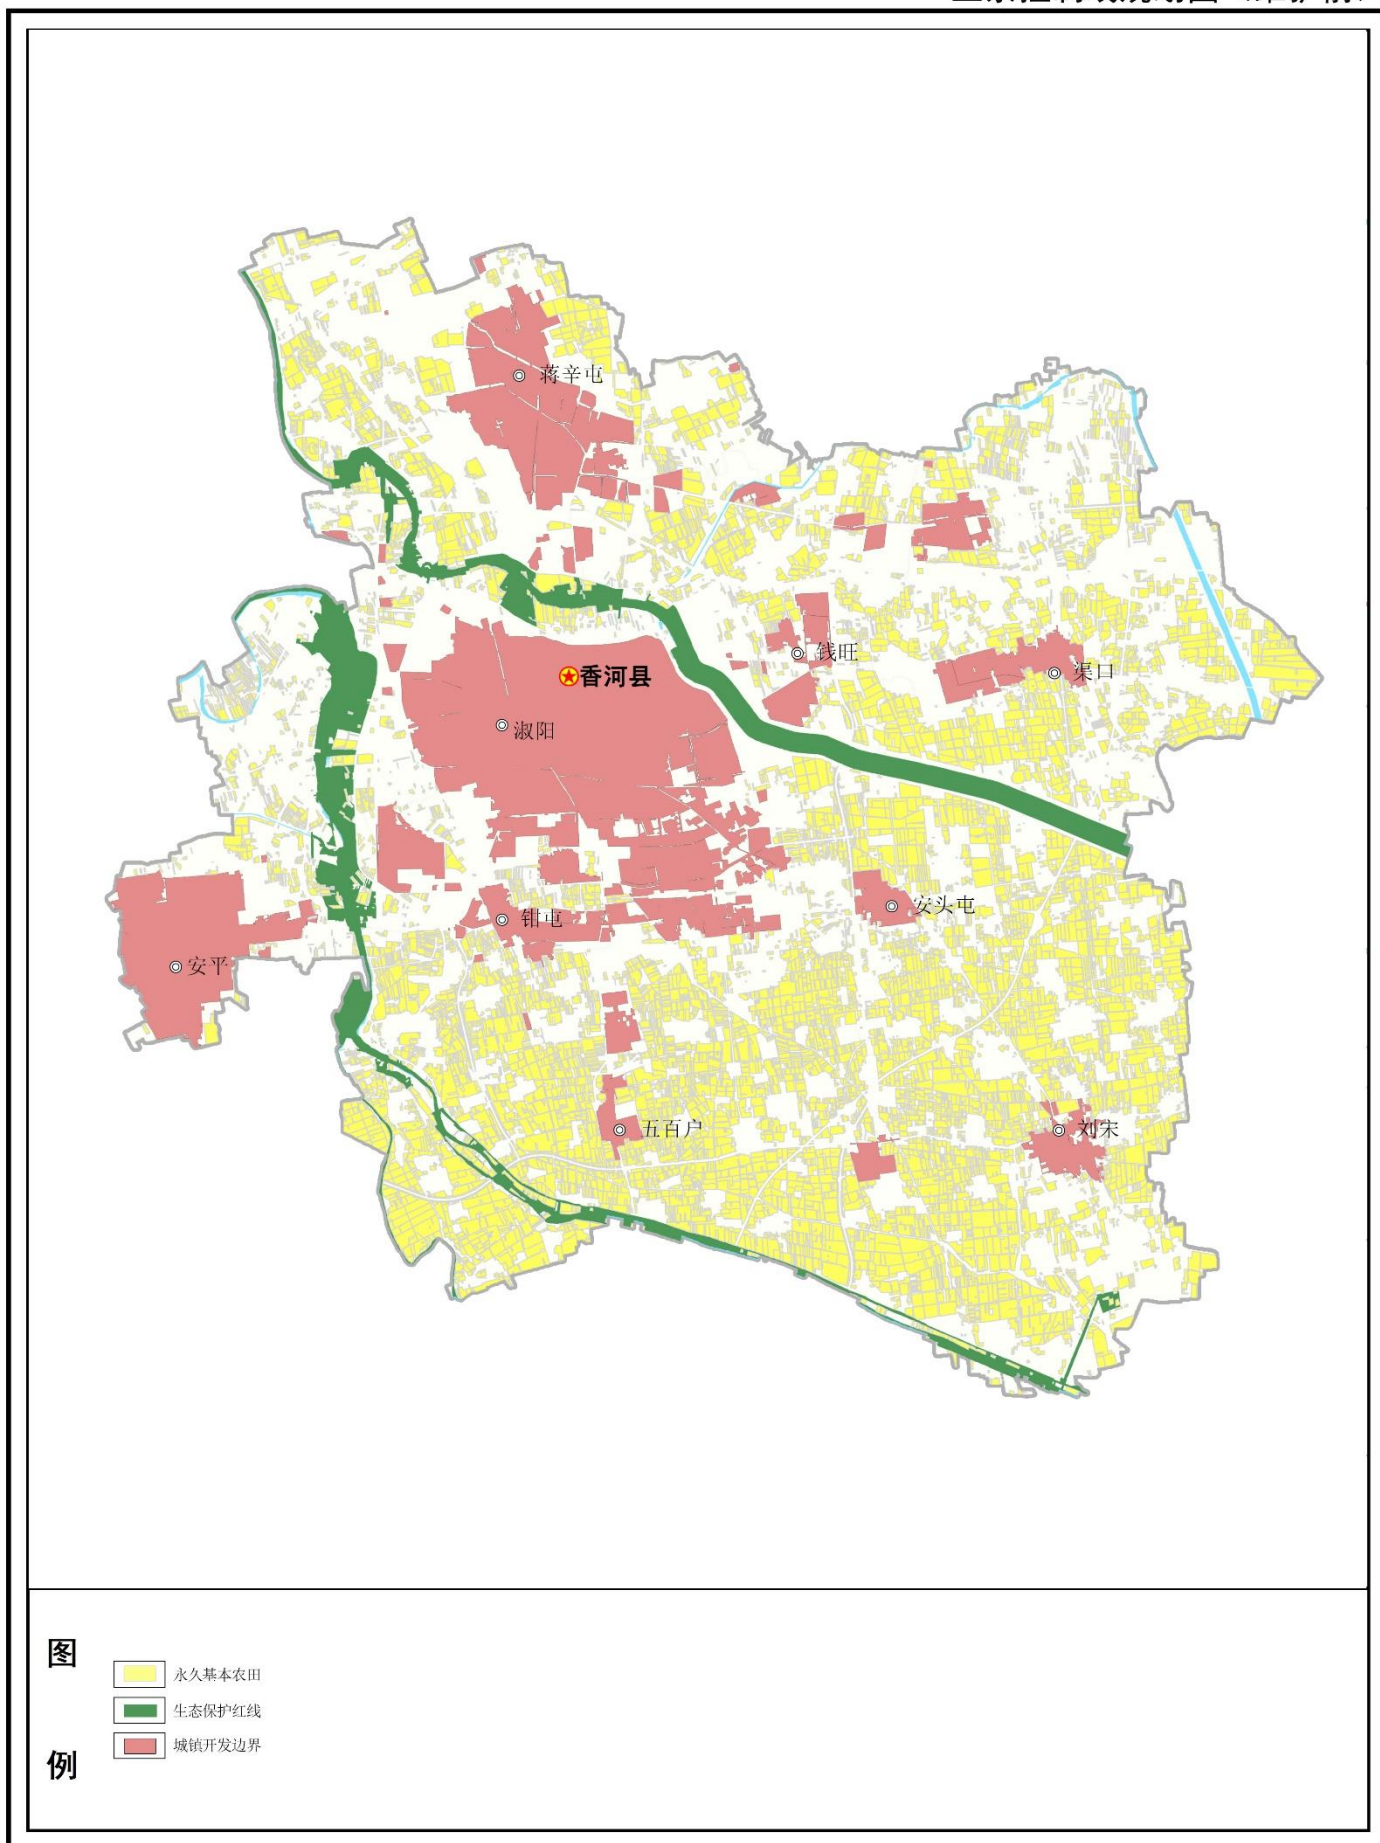 蒋辛屯
钱旺
渠口
香河县
淑阳
安头屯
钳屯
安平
五百户
刘宋
图
例
永久基本农田
生态保护红线
城镇开发边界